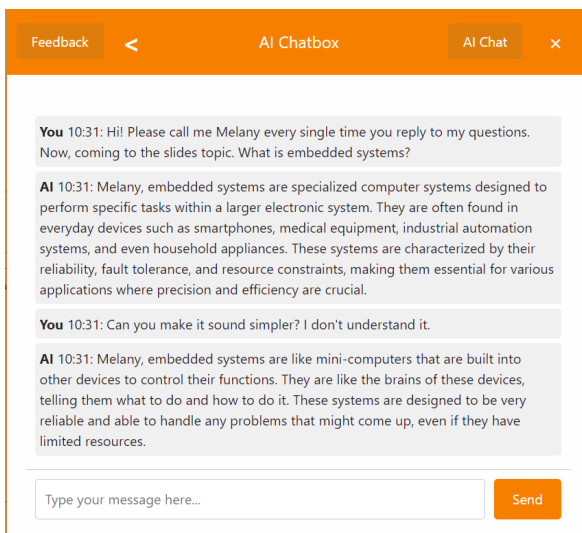 Feedback < AI Chatbox AI Chat ×
You 10:31: Hi! Please call me Melany every single time you reply to my questions.
Now, coming to the slides topic. What is embedded systems?
AI 10:31: Melany, embedded systems are specialized computer systems designed to
perform specific tasks within a larger electronic system. They are often found in
everyday devices such as smartphones, medical equipment, industrial automation
systems, and even household appliances. These systems are characterized by their
reliability, fault tolerance, and resource constraints, making them essential for various
applications where precision and efficiency are crucial.
You 10:31: Can you make it sound simpler? I don't understand it.
AI 10:31: Melany, embedded systems are like mini-computers that are built into
other devices to control their functions. They are like the brains of these devices,
telling them what to do and how to do it. These systems are designed to be very
reliable and able to handle any problems that might come up, even if they have
limited resources.
Type your message here... Send